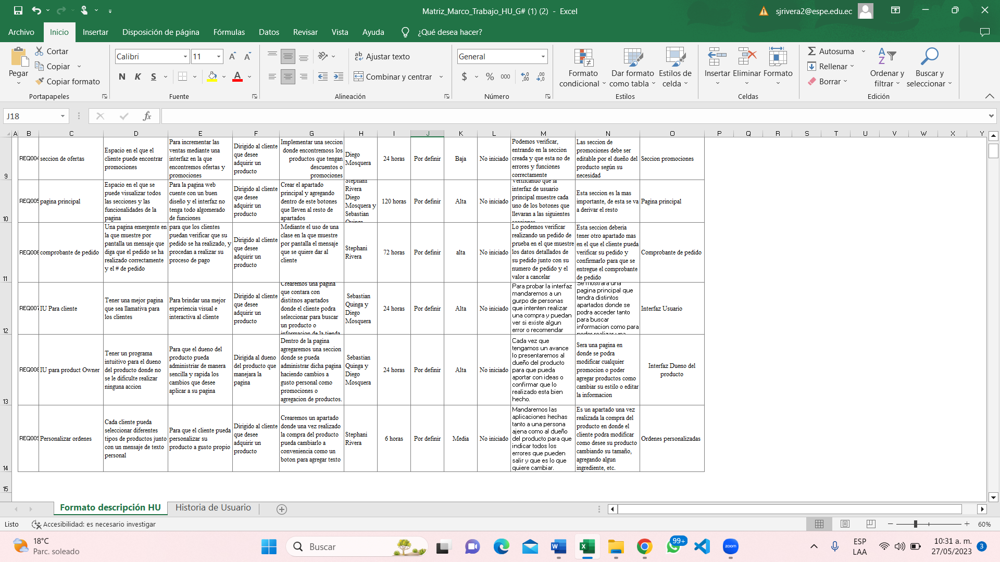 Matriz_Marco_Trabajo_HU_G# (1) (2) - Excel
sjrivera2@espe.edu.ec
Archivo Inicio Insertar Disposición de página Fórmulas Datos Revisar Vista Ayuda ¿Qué desea hacer?
Pegar
Cortar
Copiar
Copiar formato
Portapapeles
Calibri 11
N K S
Fuente
Ajustar texto
Combinar y centrar
Alineación
General
$ % 000
Número
Formato condicional
Dar formato como tabla
Estilos de celda
Estilos
Insertar Eliminar Formato
Celdas
Autosuma
Rellenar
Borrar
Ordenar y filtrar
Buscar y seleccionar
Edición
J18
fx
A B C D E F G H I J K L M N O P Q R S T U V W X Y
9
REQ004
seccion de ofertas
Espacio en el que el
cliente puede encontrar
promociones
Para incrementar las
ventas mediante una
interfaz en la que
encontremos ofertas y
promociones
Dirigido al cliente
que desee
adquirir un
producto
Implementar una seccion
donde encontremoss los
productos que tengan
descuentos o
promociones
Diego
Mosquera
24 horas
Por definir
Baja
No iniciado
Podemos verificar,
entrando en la seccion
creada y que esta no de
errores y funciones
correctamente
Las seccion de
promociones debe ser
editable por el dueño del
producto según su
necesidad
Seccion promociones
10
REQ005
pagina principal
Espacio en el que se
puede visualizar todos
las secciones y las
funcionalidades de la
pagina
Para la pagina web
cuente con un buen
diseño y el interfaz no
tenga todo algomerado
de funciones
Dirigido al cliente
que desee
adquirir un
producto
Crear el apartado
principal y agregando
dentro de este botones
que lleven al resto de
apartados
Stephani
Rivera
Diego
Mosquera y
Sebastian
Quinga
120 horas
Por definir
Alta
No iniciado
Verificando que la
interfaz de usuario
principal muestre cada
uno de los botones que
llevaran a las siguientes
secciones
Esta seccion es la mas
importante, de esta se va
a derivar el resto
Pagina principal
11
REQ006
comprobante de pedido
Una pagina emergente en
la que muestre por
pantalla un mensaje que
diga que el pedido se ha
realizado correctamente
y el # de pedido
para que los clientes
puedan verificar que su
pedido se ha realizado, y
procedan a realizar su
proceso de pago
Dirigido al cliente
que desee
adquirir un
producto
Mediante el uso de una
clase en la que muestre
por pantalla el mensaje
que se quiere dar al
cliente
Stephani
Rivera
72 horas
Por definir
alta
No iniciado
Lo podemos verificar
realizando un pedido de
prueba en el que muestre
los datos detallados de
su pedido junto con su
numero de pedido y el
valor a cancelar
Esta seccion deberia
tener otro apartado mas
en el que el cliente pueda
verificar su pedido y
confirmarlo para que se
entregue el comprobante
de pedido
Comprobante de pedido
12
REQ007
IU Para cliente
Tener una mejor pagina
que sea llamativa para
los clientes
Para brindar una mejor
experiencia visual e
interactiva al cliente
Dirigido al cliente
que desee
adquirir un
producto
Crearemos una pagina
que contara con
distitnos apartados
donde el cliente podra
seleccionar para buscar
un producto o
informacion de la tienda
Sebastian
Quinga y
Diego
Mosquera
24 horas
Por definir
Alta
No iniciado
Para probar la interfaz
mandaremos a un
gurpo de personas
que intenten realizar
una compra y puedan
ver si existe algun
error o recomendar
Se mostrara una
pagina principal que
tendra distintos
apartados donde se
podra acceder tanto
para buscar
informacion como para
poder realizar una
Interfaz Usuario
13
REQ008
IU para product Owner
Tener un programa
intuitivo para el dueno
del producto donde no
se le dificulte realizar
ninguna accion
Para que el dueno del
producto pueda
administriar de manera
sencilla y rapida los
cambios que desee
aplicar a su pagina
Dirigida al dueno
del producto que
manejara la
pagina
Dentro de la pagina
agregaremos una seccion
donde se pueda
administrar dicha pagina
haciendo cambios a
gusto personal como
promociones o
agregacion de productos.
Sebastian
Quinga y
Diego
Mosquera
24 horas
Por definir
Alta
No iniciado
Cada vez que
tengamos un avance
lo presentaremos al
dueño del producto
para que pueda
aportar con ideas o
confirmar que lo
realizado esta bien
hecho.
Sera una pagina en
donde se podra
modificar cualquier
promocion o poder
agregar productos como
cambiar su estilo o editar
la informacion
Interfaz Dueno del
producto
14
REQ009
Personalizar ordenes
Cada cliente pueda
seleccionar diferentes
tipos de productos junto
con un mensaje de texto
personal
Para que el cliente pueda
personalizar su
producto a gusto propio
Dirigido al cliente
que desee
adquirir un
producto
Crearemos un apartado
donde una vez realizado
la compra del producto
pueda cambiarlo a
conveniencia como un
boton para agregar texto
Stephani
Rivera
6 horas
Por definir
Media
No iniciado
Mandaremos las
aplicaciones hechas
tanto a una persona
ajena como al dueño
del producto para que
indicar todos los
errores que pueden
salir y que es lo que
quiere cambiar.
Es un apartado una vez
realizada la compra del
producto en donde el
cliente podra modificar
como desee su producto
cambiando su tamaño,
agregando algun
ingrediente, etc.
Ordenes personalizadas
15
Formato descripción HU Historia de Usuario
Listo Accesibilidad: es necesario investigar 60%
18°C
Parc. soleado
Buscar
99+
zoom
ESP
LAA
10:31 a. m.
27/05/2023
3